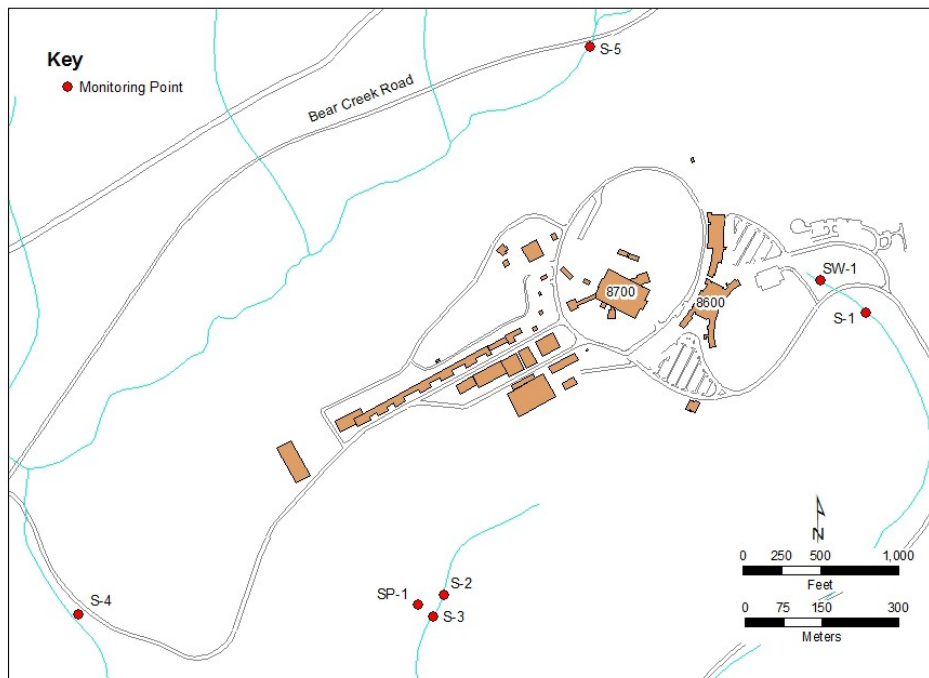 Key
Monitoring Point
Bear Creek Road
S-5
8700
8600
SW-1
S-1
S-4
SP-1
S-2
S-3
N
0 250 500 1,000
Feet
0 75 150 300
Meters